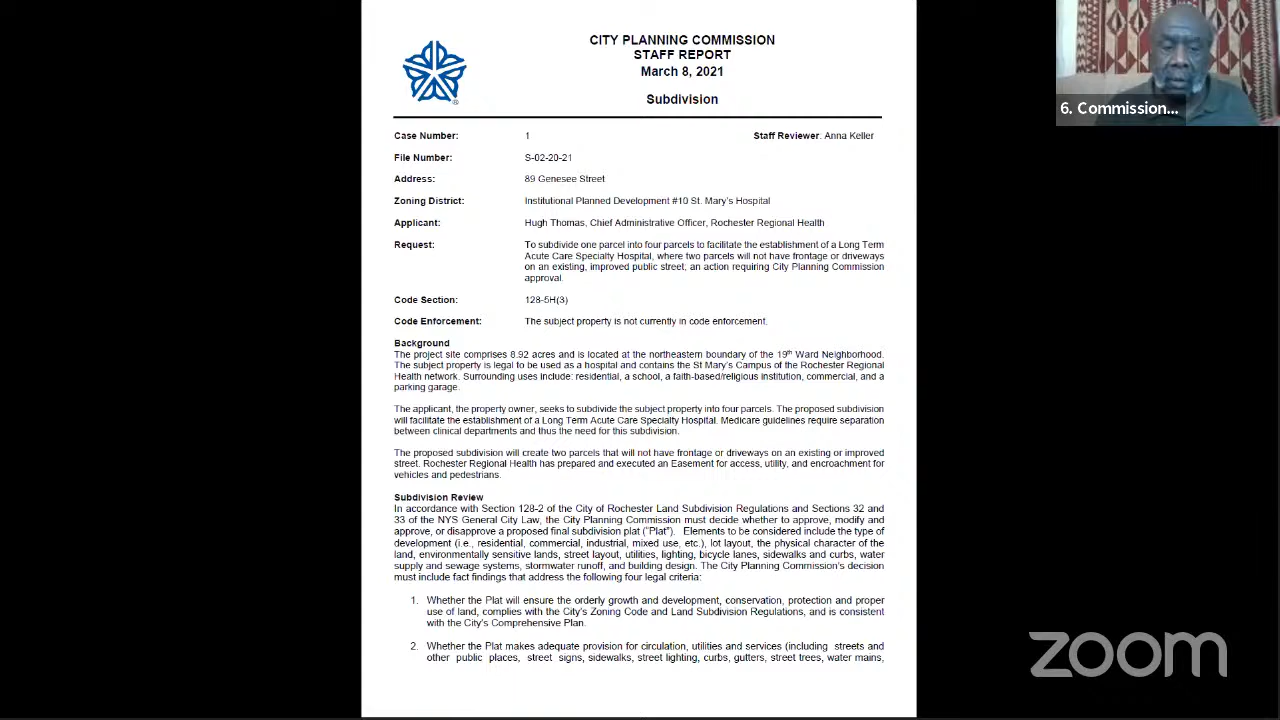 CITY PLANNING COMMISSION
STAFF REPORT
March 8, 2021
Subdivision
Case Number: 1 Staff Reviewer: Anna Keller
File Number: S-02-20-21
Address: 89 Genesee Street
Zoning District: Institutional Planned Development #10 St. Mary's Hospital
Applicant: Hugh Thomas, Chief Administrative Officer, Rochester Regional Health
Request: To subdivide one parcel into four parcels to facilitate the establishment of a Long Term
Acute Care Specialty Hospital, where two parcels will not have frontage or driveways
on an existing, improved public street; an action requiring City Planning Commission
approval.
Code Section: 128-5H(3)
Code Enforcement: The subject property is not currently in code enforcement.
Background
The project site comprises 8.92 acres and is located at the northeastern boundary of the 19th Ward Neighborhood.
The subject property is legal to be used as a hospital and contains the St Mary's Campus of the Rochester Regional
Health network. Surrounding uses include: residential, a school, a faith-based/religious institution, commercial, and a
parking garage.
The applicant, the property owner, seeks to subdivide the subject property into four parcels. The proposed subdivision
will facilitate the establishment of a Long Term Acute Care Specialty Hospital. Medicare guidelines require separation
between clinical departments and thus the need for this subdivision.
The proposed subdivision will create two parcels that will not have frontage or driveways on an existing or improved
street. Rochester Regional Health has prepared and executed an Easement for access, utility, and encroachment for
vehicles and pedestrians.
Subdivision Review
In accordance with Section 128-2 of the City of Rochester Land Subdivision Regulations and Sections 32 and
33 of the NYS General City Law, the City Planning Commission must decide whether to approve, modify and
approve, or disapprove a proposed final subdivision plat ("Plat"). Elements to be considered include the type of
development (i.e., residential, commercial, industrial, mixed use, etc.), lot layout, the physical character of the
land, environmentally sensitive lands, street layout, utilities, lighting, bicycle lanes, sidewalks and curbs, water
supply and sewage systems, stormwater runoff, and building design. The City Planning Commission's decision
must include fact findings that address the following four legal criteria:
1. Whether the Plat will ensure the orderly growth and development, conservation, protection and proper
use of land, complies with the City's Zoning Code and Land Subdivision Regulations, and is consistent
with the City's Comprehensive Plan.
2. Whether the Plat makes adequate provision for circulation, utilities and services (including streets and
other public places, street signs, sidewalks, street lighting, curbs, gutters, street trees, water mains,
6. Commission...
zoom